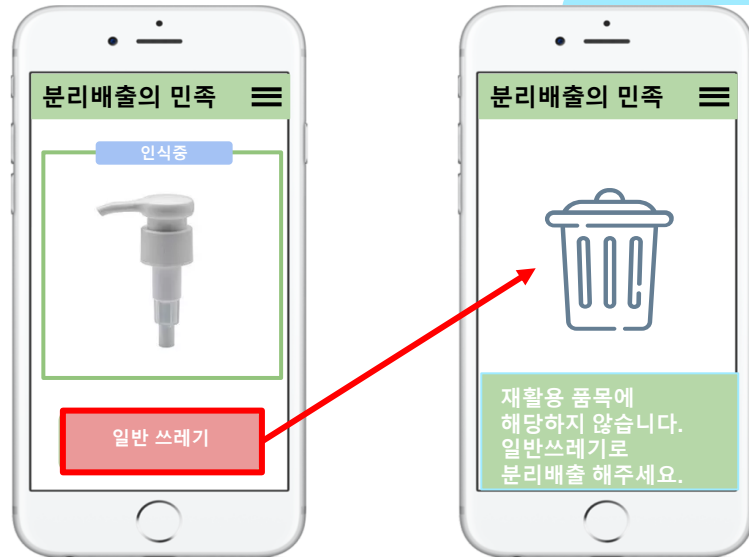 분리배출의 민족
인식중
일반 쓰레기
분리배출의 민족
재활용 품목에
해당하지 않습니다.
일반쓰레기로
분리배출 해주세요.